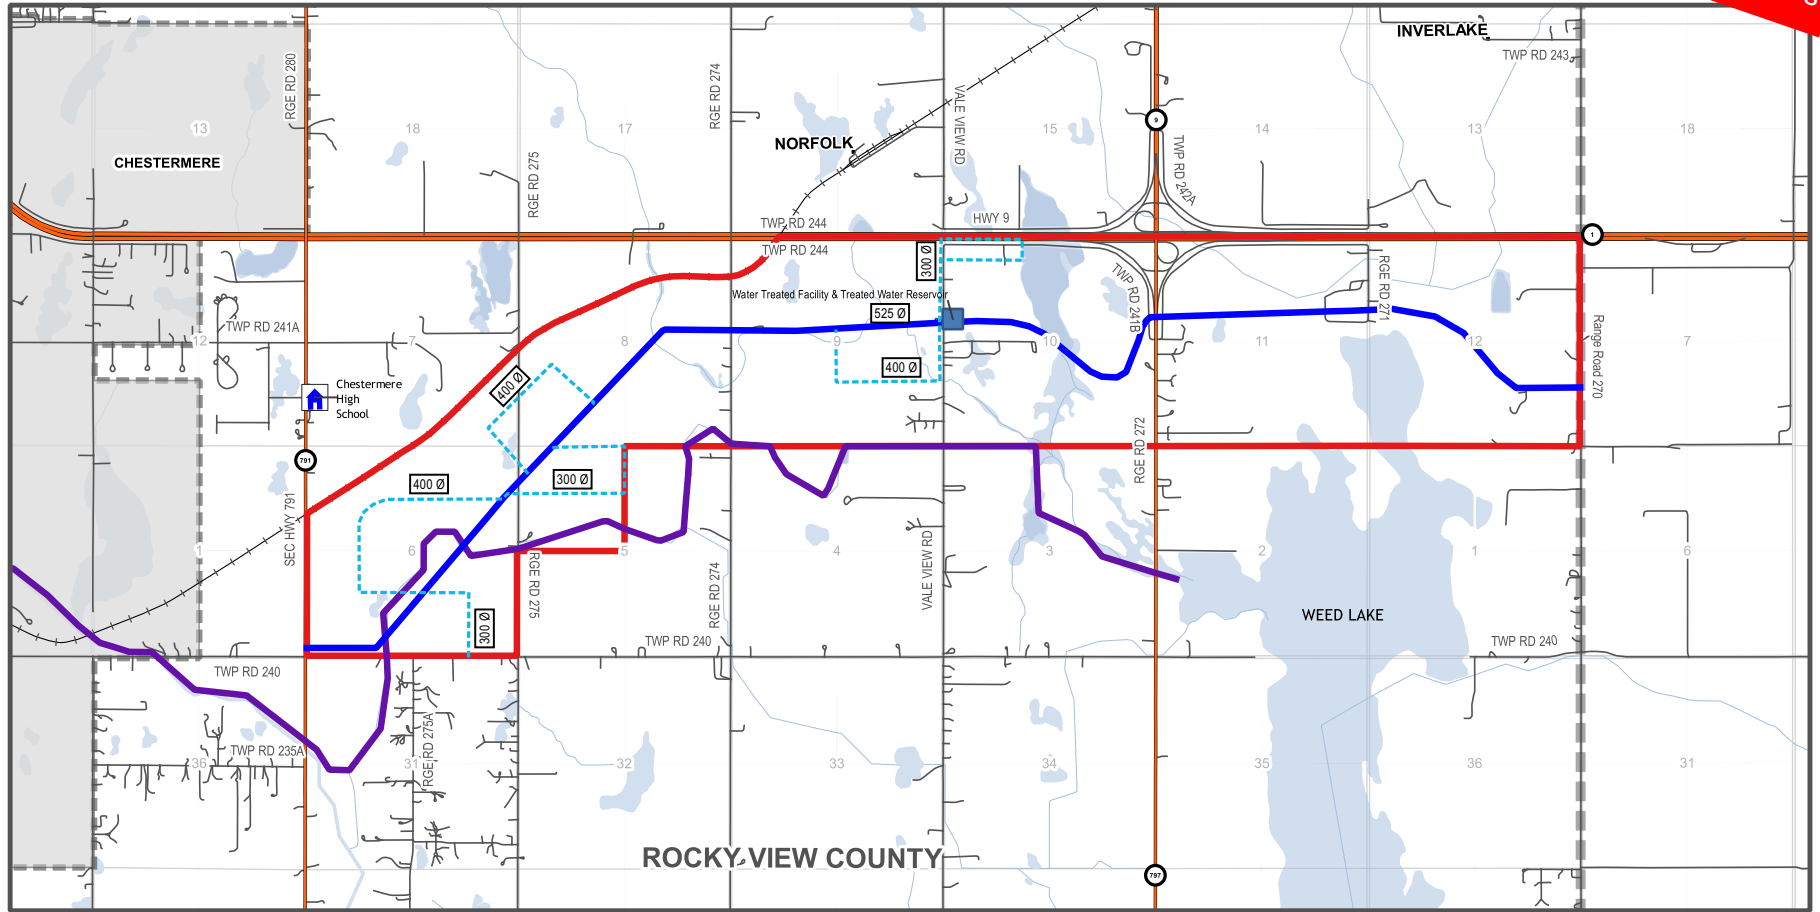 S
INVERLAKE
TWP RD 243
RGE RD 280
RGE RD 274
VALE VIEW RD
9
13
18
17
15
14
13
18
CHESTERMERE
NORFOLK
RGE RD 275
TWP RD 242A
TWP RD 244
HWY 9
1
TWP RD 244
300 Ø
TWP RD 241B
RGE RD 271
Water Treated Facility & Treated Water Reservoir
525 Ø
TWP RD 241A
12
7
8
9
10
11
12
7
Range Road 270
400 Ø
400 Ø
Chestermere
High
School
791
RGE RD 272
400 Ø
300 Ø
SEC HWY 791
1
6
5
4
3
2
1
6
RGE RD 275
RGE RD 274
VALE VIEW RD
300 Ø
WEED LAKE
TWP RD 240
TWP RD 240
TWP RD 240
RGE RD 275A
TWP RD 235A
36
31
32
33
34
35
36
31
ROCKY VIEW COUNTY
797